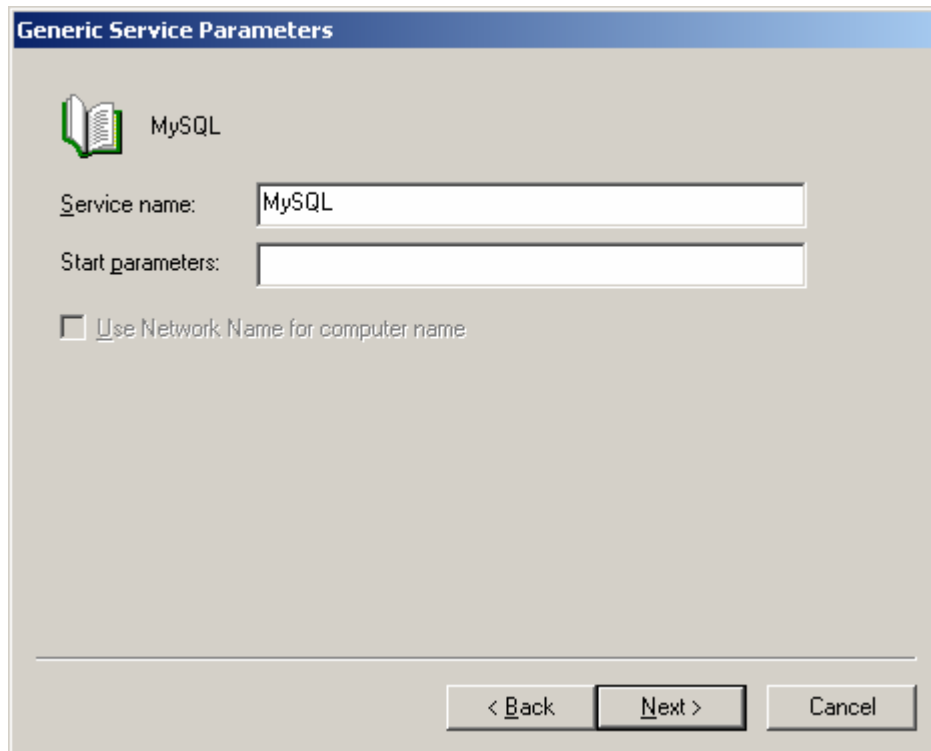 Generic Service Parameters
MySQL
Service name: MySQL
Start parameters:
Use Network Name for computer name
< Back Next > Cancel